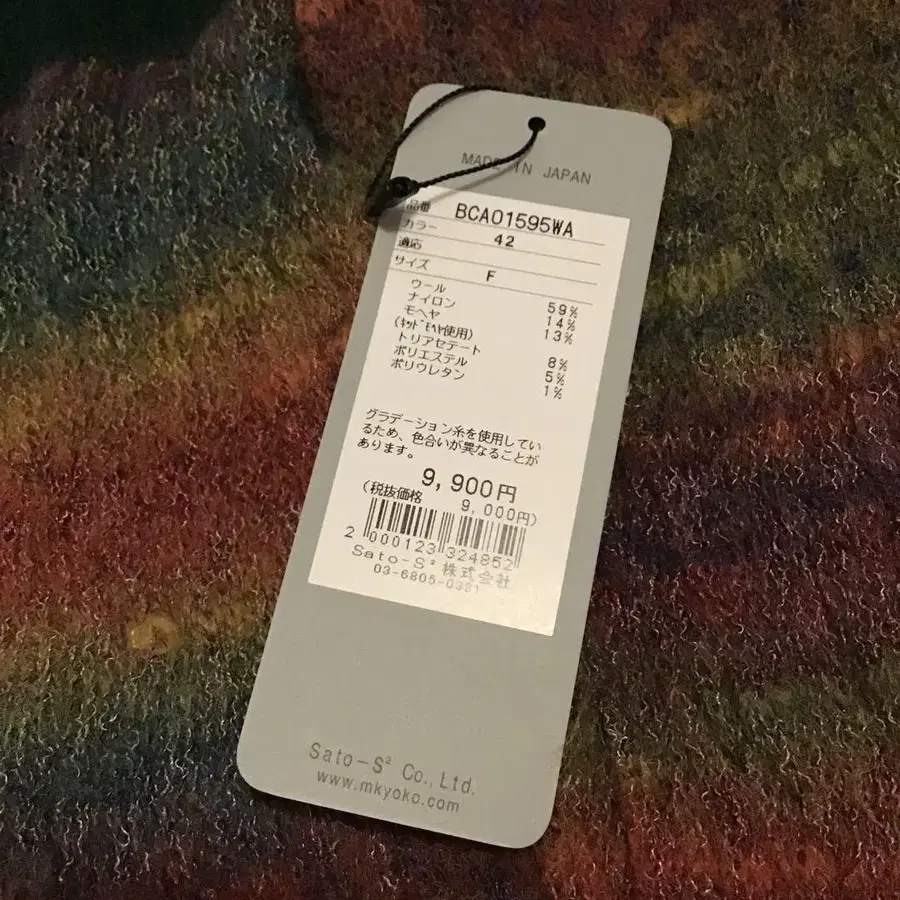 MADE IN JAPAN
品番 BCA01595WA
カラー 42
適応
サイズ F
ウール 59%
ナイロン 14%
モヘヤ 13%
(ｷｯﾄﾞﾓﾍﾔ使用)
トリアセテート 8%
ポリエステル 5%
ポリウレタン 1%
グラデーション糸を使用してい
るため、色合いが異なることが
あります。
9,900円
(税抜価格 9,000円)
2 000123 324852
Sato-S² 株式会社
03-6805-0331
Sato-S² Co.,Ltd.
www.mkyoko.com